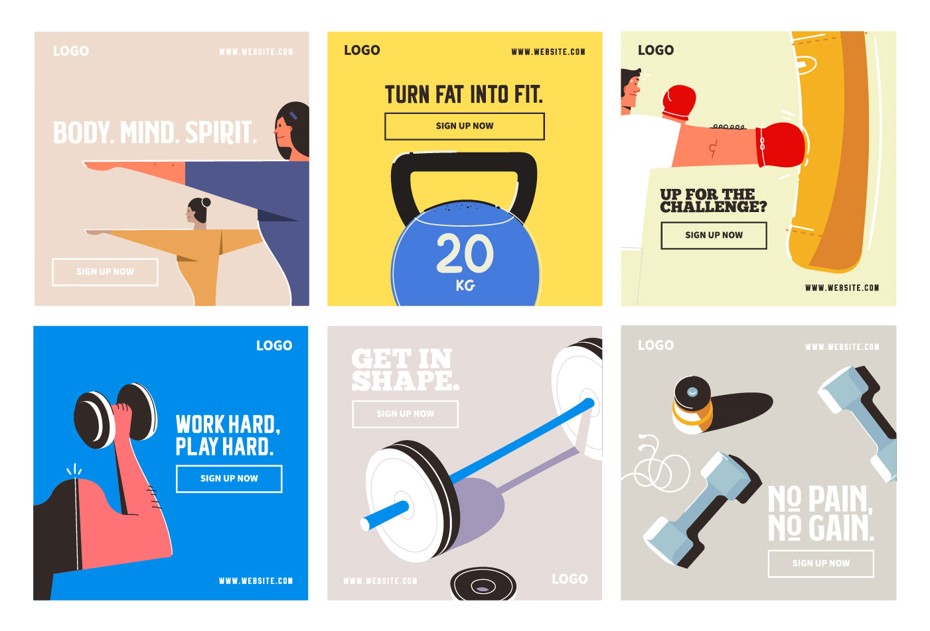 LOGO
WWW.WEBSITE.COM
BODY. MIND. SPIRIT.
SIGN UP NOW
LOGO
WWW.WEBSITE.COM
TURN FAT INTO FIT.
SIGN UP NOW
20
KG
LOGO
UP FOR THE
CHALLENGE?
SIGN UP NOW
WWW.WEBSITE.COM
LOGO
WORK HARD,
PLAY HARD.
SIGN UP NOW
WWW.WEBSITE.COM
GET IN
SHAPE.
SIGN UP NOW
WWW.WEBSITE.COM
LOGO
LOGO
WWW.WEBSITE.COM
NO PAIN,
NO GAIN.
SIGN UP NOW